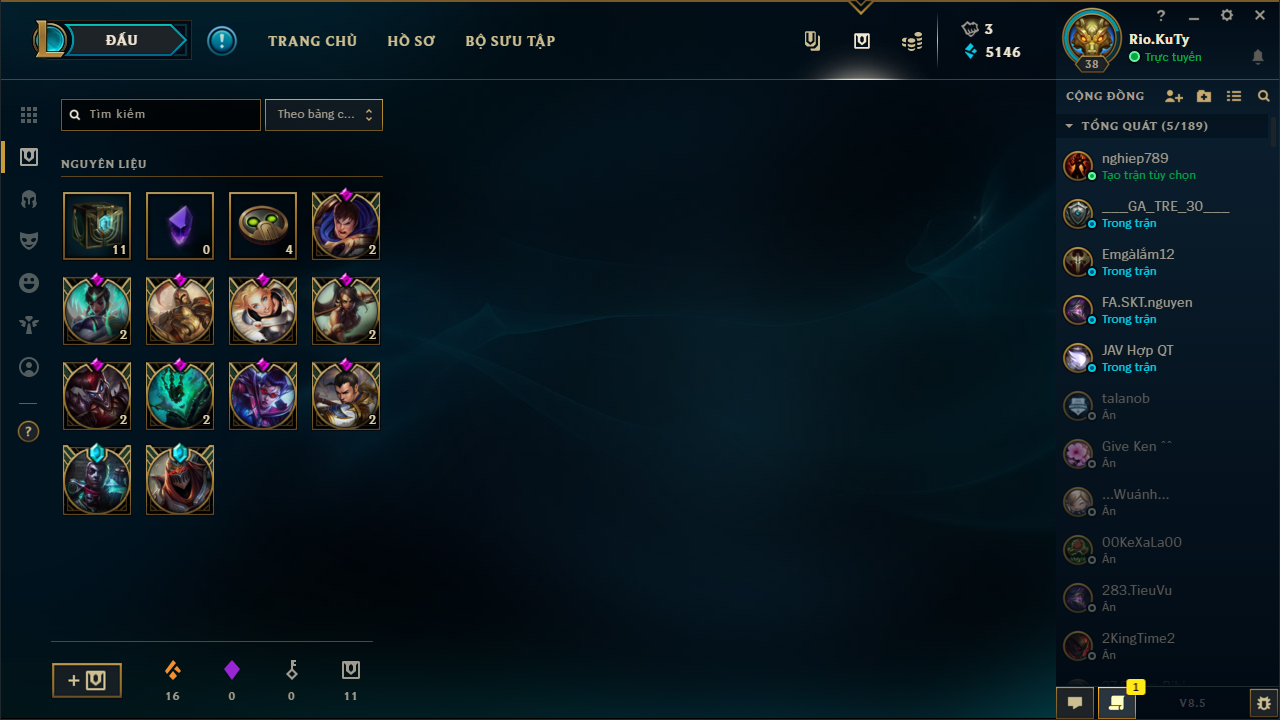 ĐẤU
!
TRANG CHỦ
HỒ SƠ
BỘ SƯU TẬP
3
5146
?
38
Rio.KuTy
Trực tuyến
CỘNG ĐỒNG
TỔNG QUÁT (5/189)
nghiep789
Tạo trận tùy chọn
____GA_TRE_30____
Trong trận
Emgàlắm12
Trong trận
FA.SKT.nguyen
Trong trận
JAV Hợp QT
Trong trận
talanob
Ẩn
Give Ken ˆˆ
Ẩn
...Wuánh...
Ẩn
00KeXaLa00
Ẩn
283.TieuVu
Ẩn
2KingTime2
Ẩn
1
V8.5
Tìm kiếm
Theo bảng c...
NGUYÊN LIỆU
11
0
4
2
2
2
2
2
2
?
+
16
0
0
11